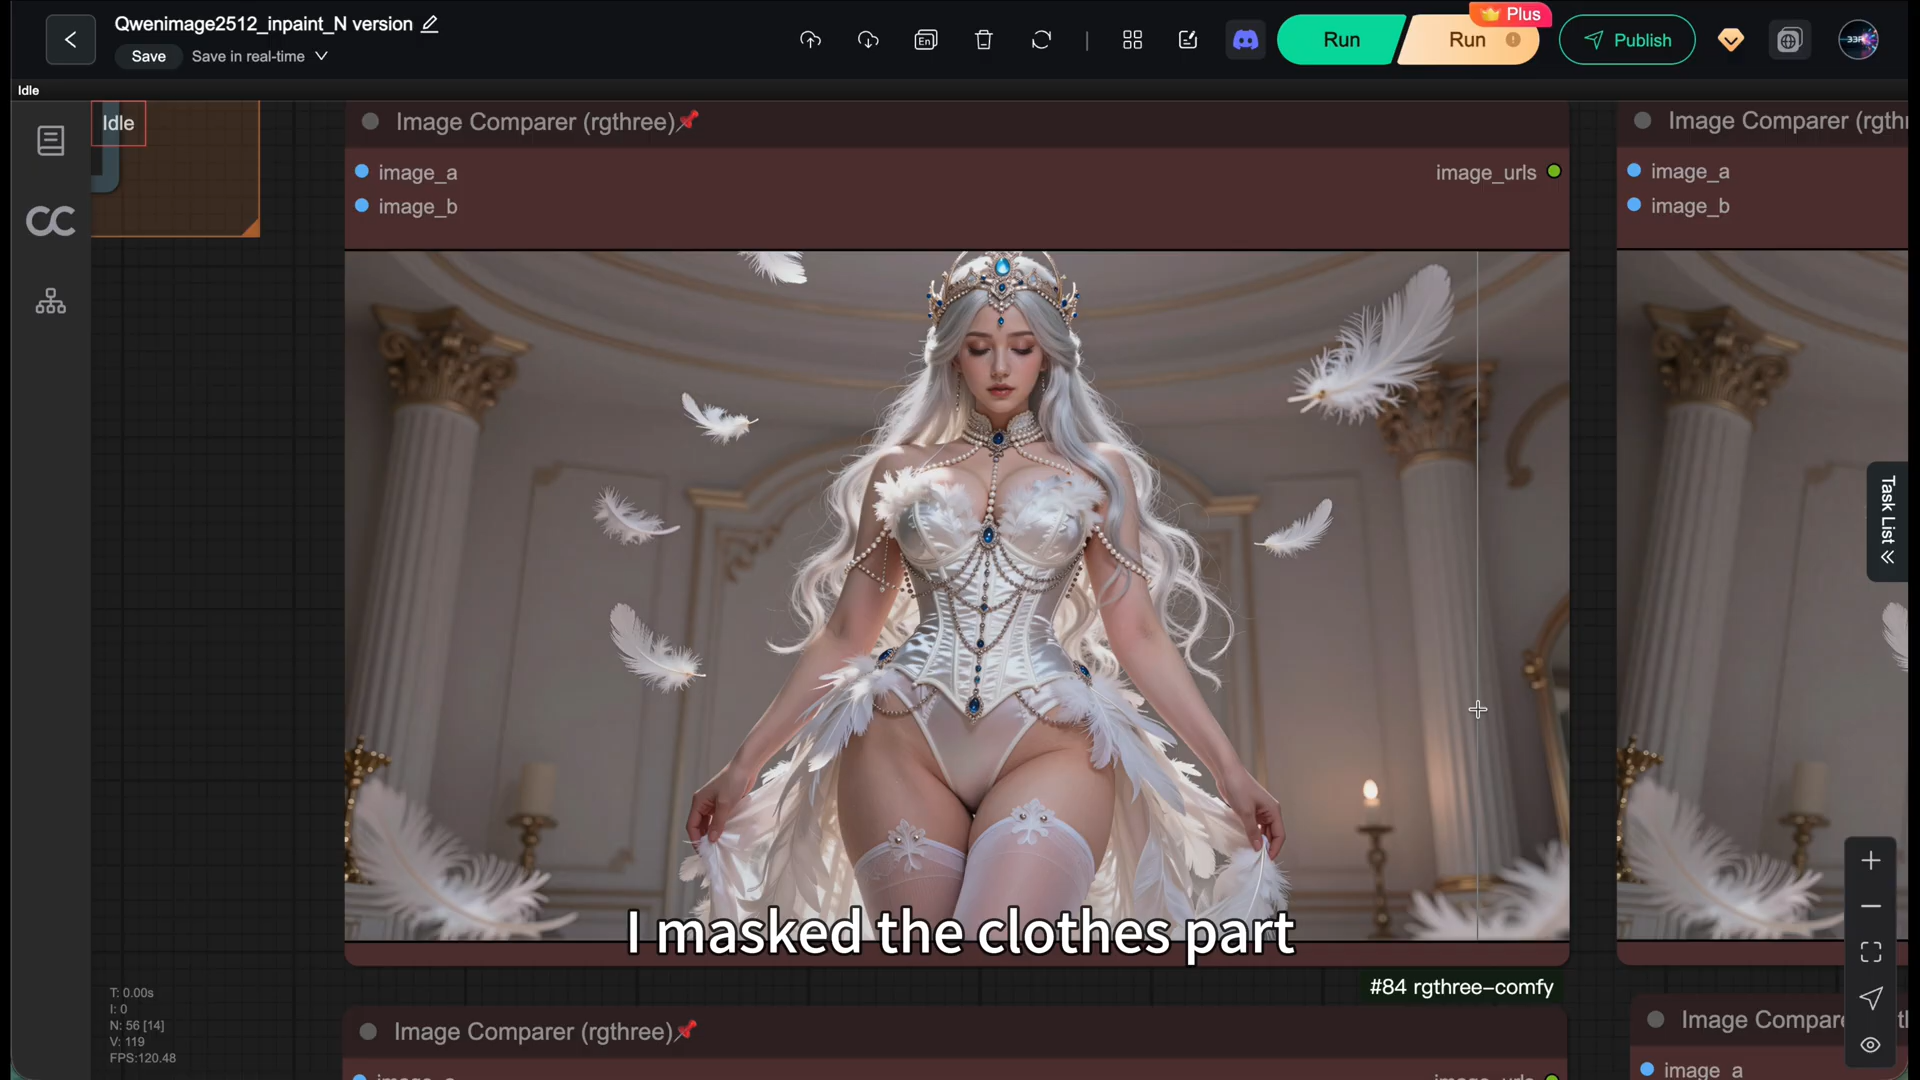 Qwenimage2512_inpaint_N version
Save
Save in real-time
En
Run
Run
Plus
Publish
33R
Idle
Idle
Image Comparer (rgthree)
image_a
image_b
image_urls
Image Comparer (rgthr
image_a
image_b
Task List
I masked the clothes part
#84 rgthree-comfy
T: 0.00s
I: 0
N: 56 [14]
V: 119
FPS:120.48
Image Comparer (rgthree)
Image Compare
image_a